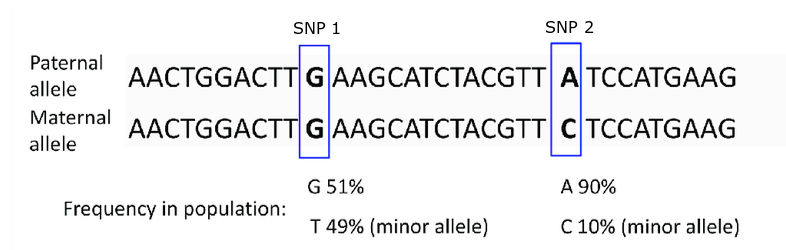 SNP 1 SNP 2
Paternal allele AACTGGACTT G AAGCATCTACGTT A TCCATGAAG
Maternal allele AACTGGACTT G AAGCATCTACGTT C TCCATGAAG
G 51% A 90%
Frequency in population:
T 49% (minor allele) C 10% (minor allele)